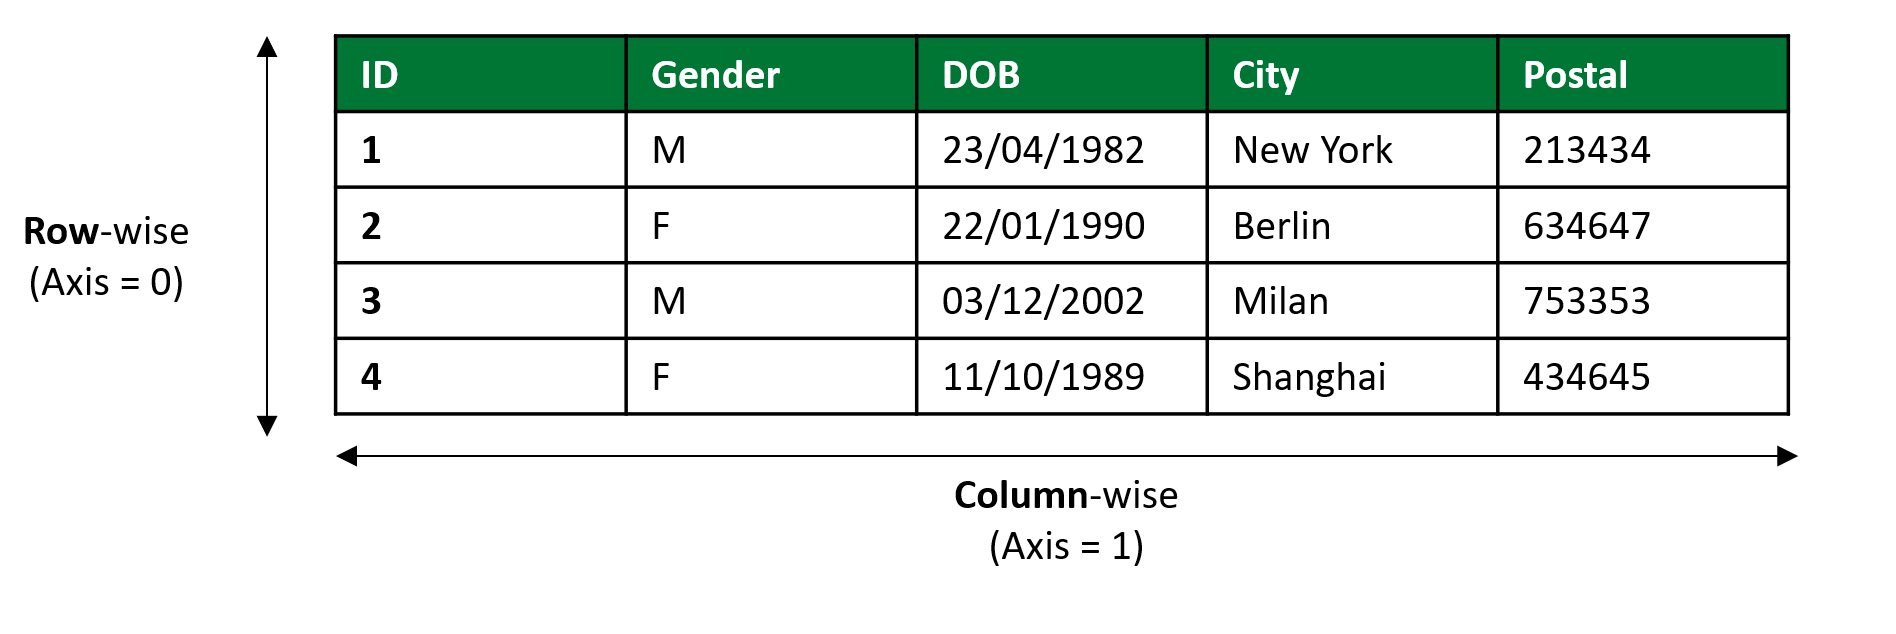 ID Gender DOB City Postal
1 M 23/04/1982 New York 213434
2 F 22/01/1990 Berlin 634647
3 M 03/12/2002 Milan 753353
4 F 11/10/1989 Shanghai 434645
Row-wise
(Axis = 0)
Column-wise
(Axis = 1)